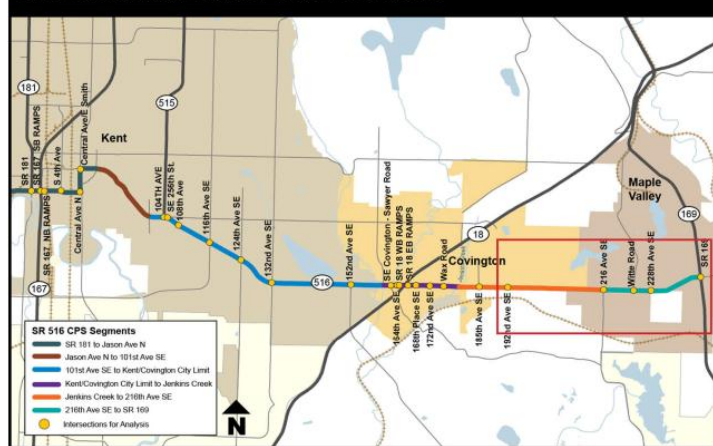 181
515
Kent
SR 181
SR 167 SB RAMPS
S 4th Ave
Central Ave/E Smith
SR 167 NB RAMPS
Central Ave N
104TH AVE
SE 256th St.
108th Ave
116th Ave SE
124th Ave SE
132nd Ave SE
167
516
152nd Ave SE
SE Covington - Sawyer Road
SR 18 WB RAMPS
SR 18 EB RAMPS
Wax Road
164th Ave SE
168th Place SE
172nd Ave SE
18
Covington
185th Ave SE
192nd Ave SE
Maple
Valley
169
216 Ave SE
Witte Road
228th Ave SE
SR 169
SR 516 CPS Segments
SR 181 to Jason Ave N
Jason Ave N to 101st Ave SE
101st Ave SE to Kent/Covington City Limit
Kent/Covington City Limit to Jenkins Creek
Jenkins Creek to 216th Ave SE
216th Ave SE to SR 169
Intersections for Analysis
N